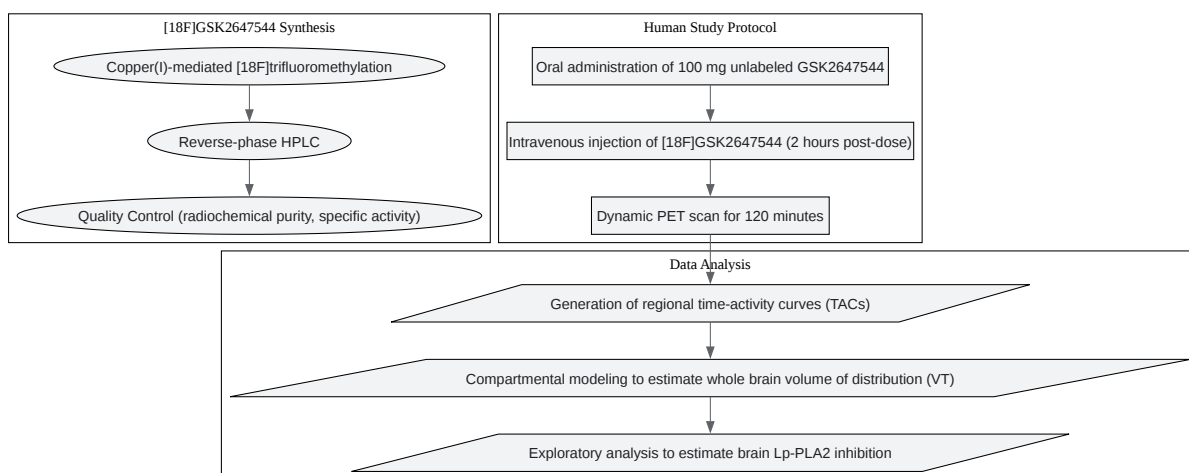 [18F]GSK2647544 Synthesis
Copper(I)-mediated [18F]trifluoromethylation
Reverse-phase HPLC
Quality Control (radiochemical purity, specific activity)
Human Study Protocol
Oral administration of 100 mg unlabeled GSK2647544
Intravenous injection of [18F]GSK2647544 (2 hours post-dose)
Dynamic PET scan for 120 minutes
Data Analysis
Generation of regional time-activity curves (TACs)
Compartmental modeling to estimate whole brain volume of distribution (VT)
Exploratory analysis to estimate brain Lp-PLA2 inhibition